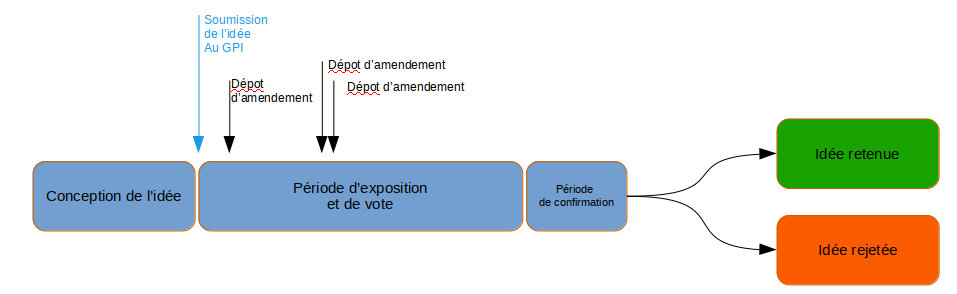 Soumission
de l'idée
Au GPI
Dépot
d'amendement
Dépot d'amendement
Dépot d'amendement
Conception de l'idée
Période d'exposition
et de vote
Période
de confirmation
Idée retenue
Idée rejetée